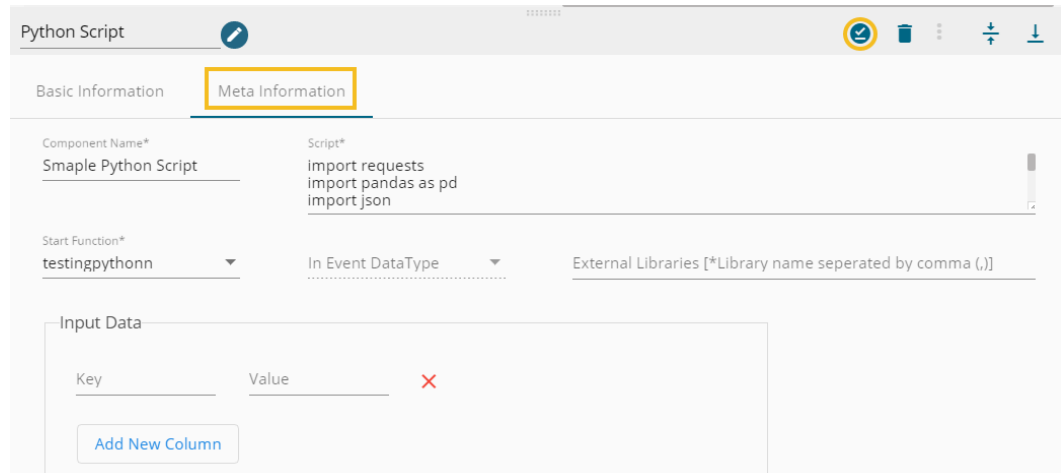 Python Script
Basic Information
Meta Information
Component Name*
Smaple Python Script
Script*
import requests
import pandas as pd
import json
Start Function*
testingpythonn
In Event DataType
External Libraries [*Library name seperated by comma (,)]
Input Data
Key
Value
Add New Column